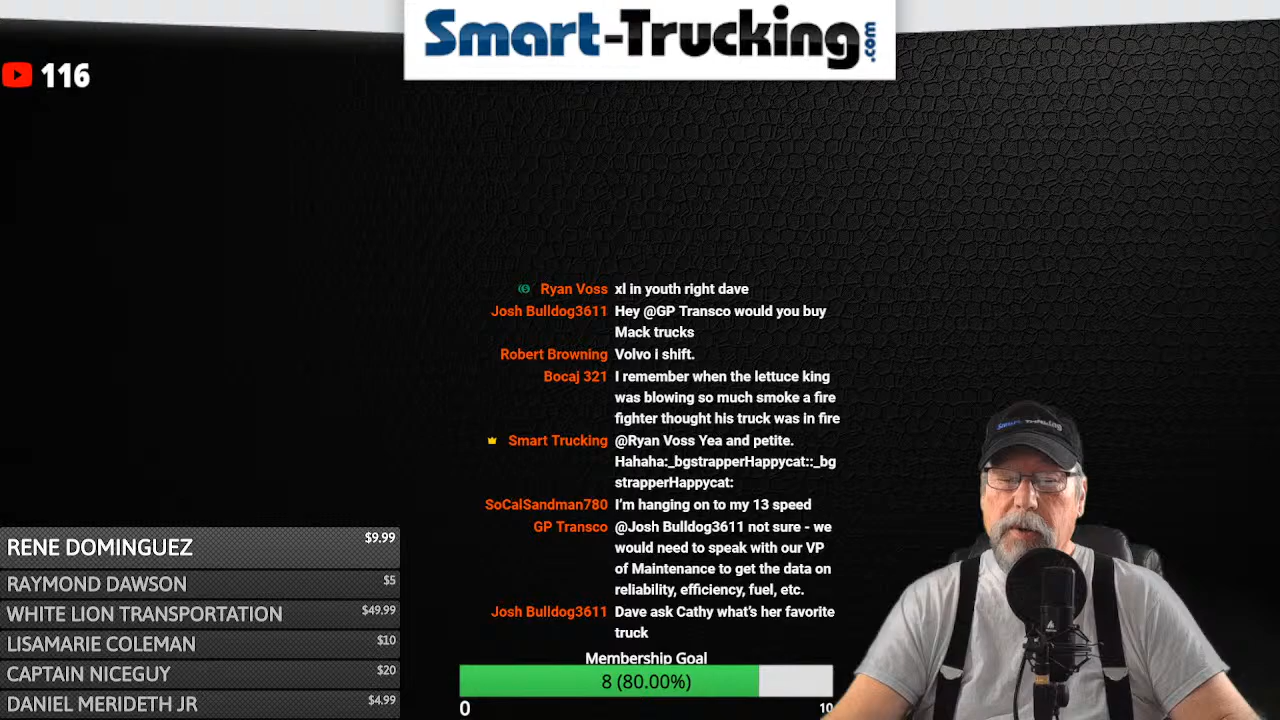 Smart-Trucking.com
116
Ryan Voss xl in youth right dave
Josh Bulldog3611 Hey @GP Transco would you buy
Mack trucks
Robert Browning Volvo i shift.
Bocaj 321 I remember when the lettuce king
was blowing so much smoke a fire
fighter thought his truck was in fire
Smart Trucking @Ryan Voss Yea and petite.
Hahaha:_bgstrapperHappycat::_bg
strapperHappycat:
SoCalSandman780 I'm hanging on to my 13 speed
GP Transco @Josh Bulldog3611 not sure - we
would need to speak with our VP
of Maintenance to get the data on
reliability, efficiency, fuel, etc.
Josh Bulldog3611 Dave ask Cathy what's her favorite
truck
Membership Goal
8 (80.00%)
0 10
RENE DOMINGUEZ $9.99
RAYMOND DAWSON $5
WHITE LION TRANSPORTATION $49.99
LISAMARIE COLEMAN $10
CAPTAIN NICEGUY $20
DANIEL MERIDETH JR $4.99
Smart-Trucking